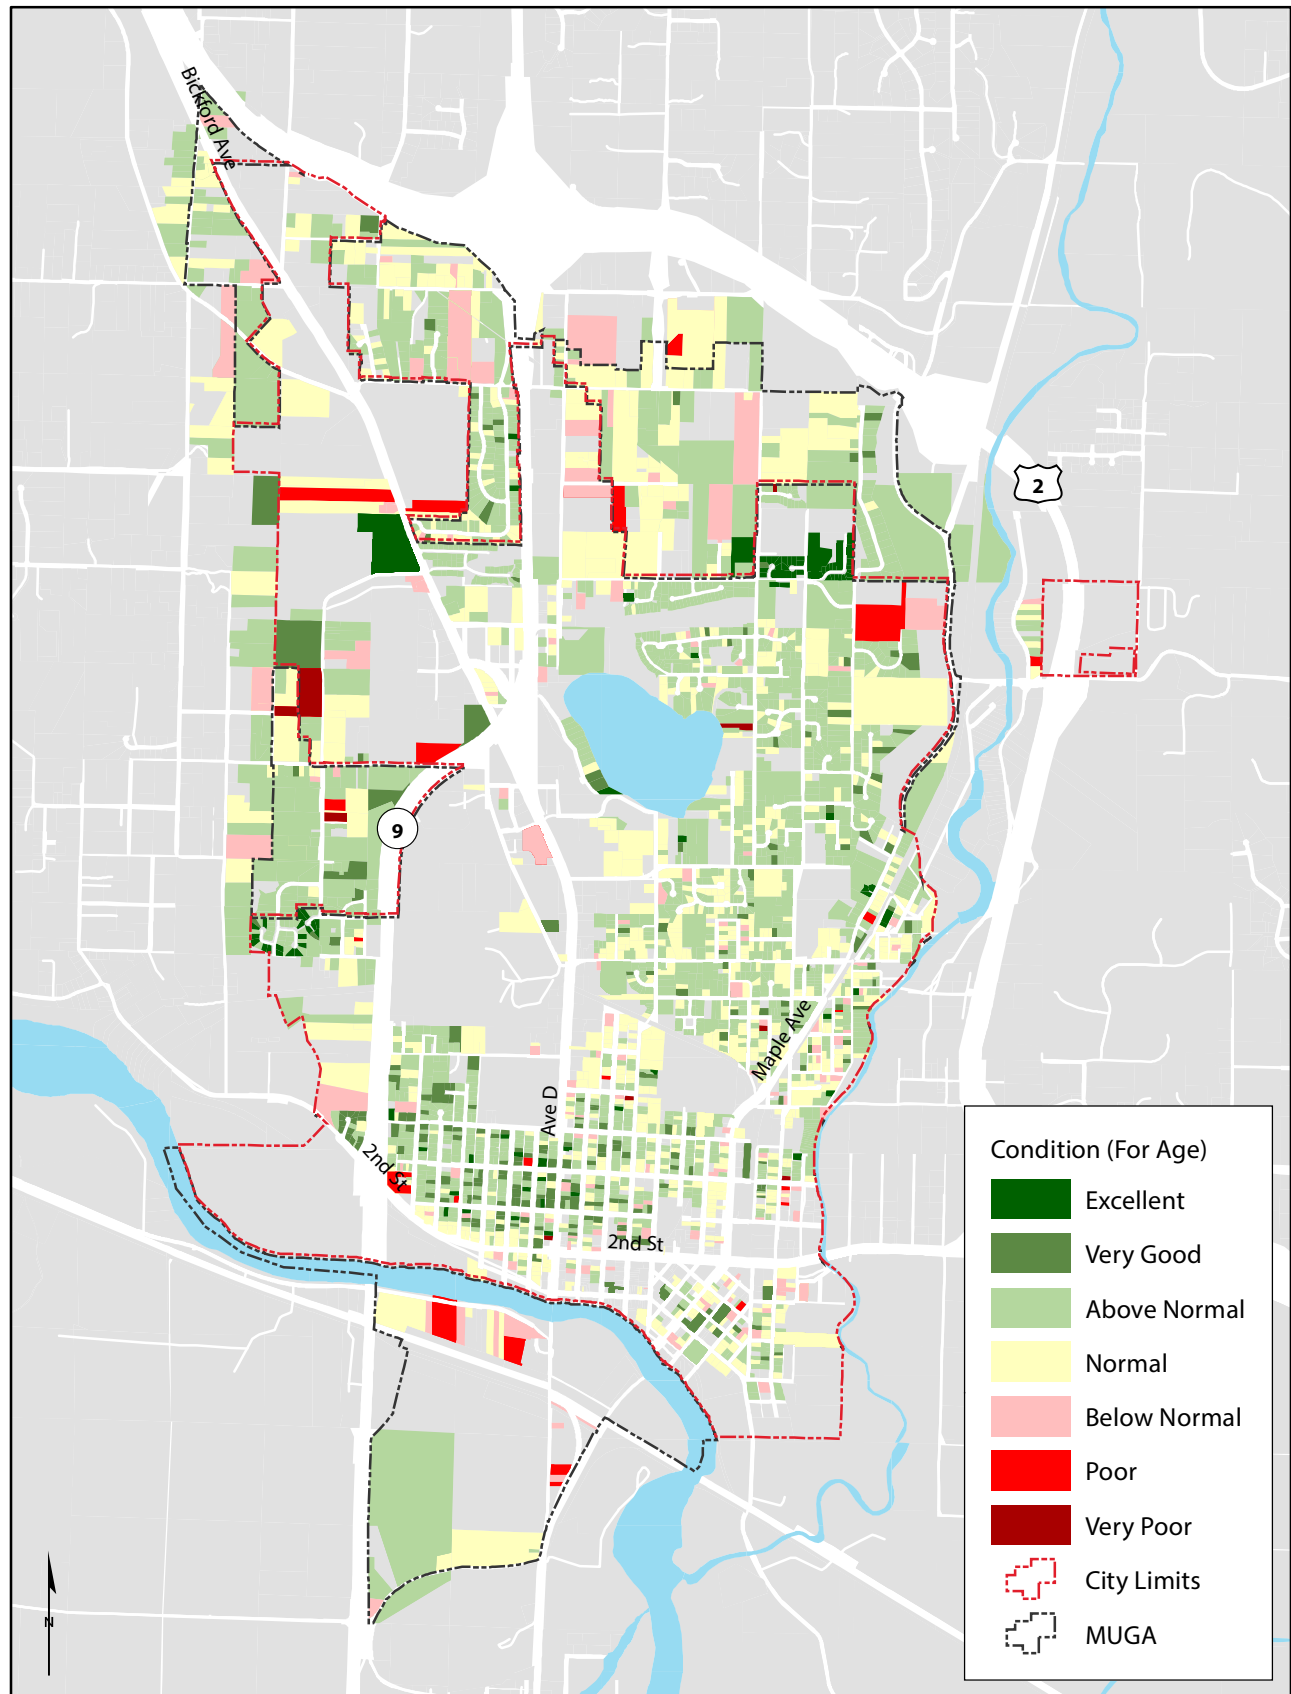 Bickford Ave
2
9
Maple Ave
Ave D
2nd St
2nd St
Condition (For Age)
Excellent
Very Good
Above Normal
Normal
Below Normal
Poor
Very Poor
City Limits
MUGA
N